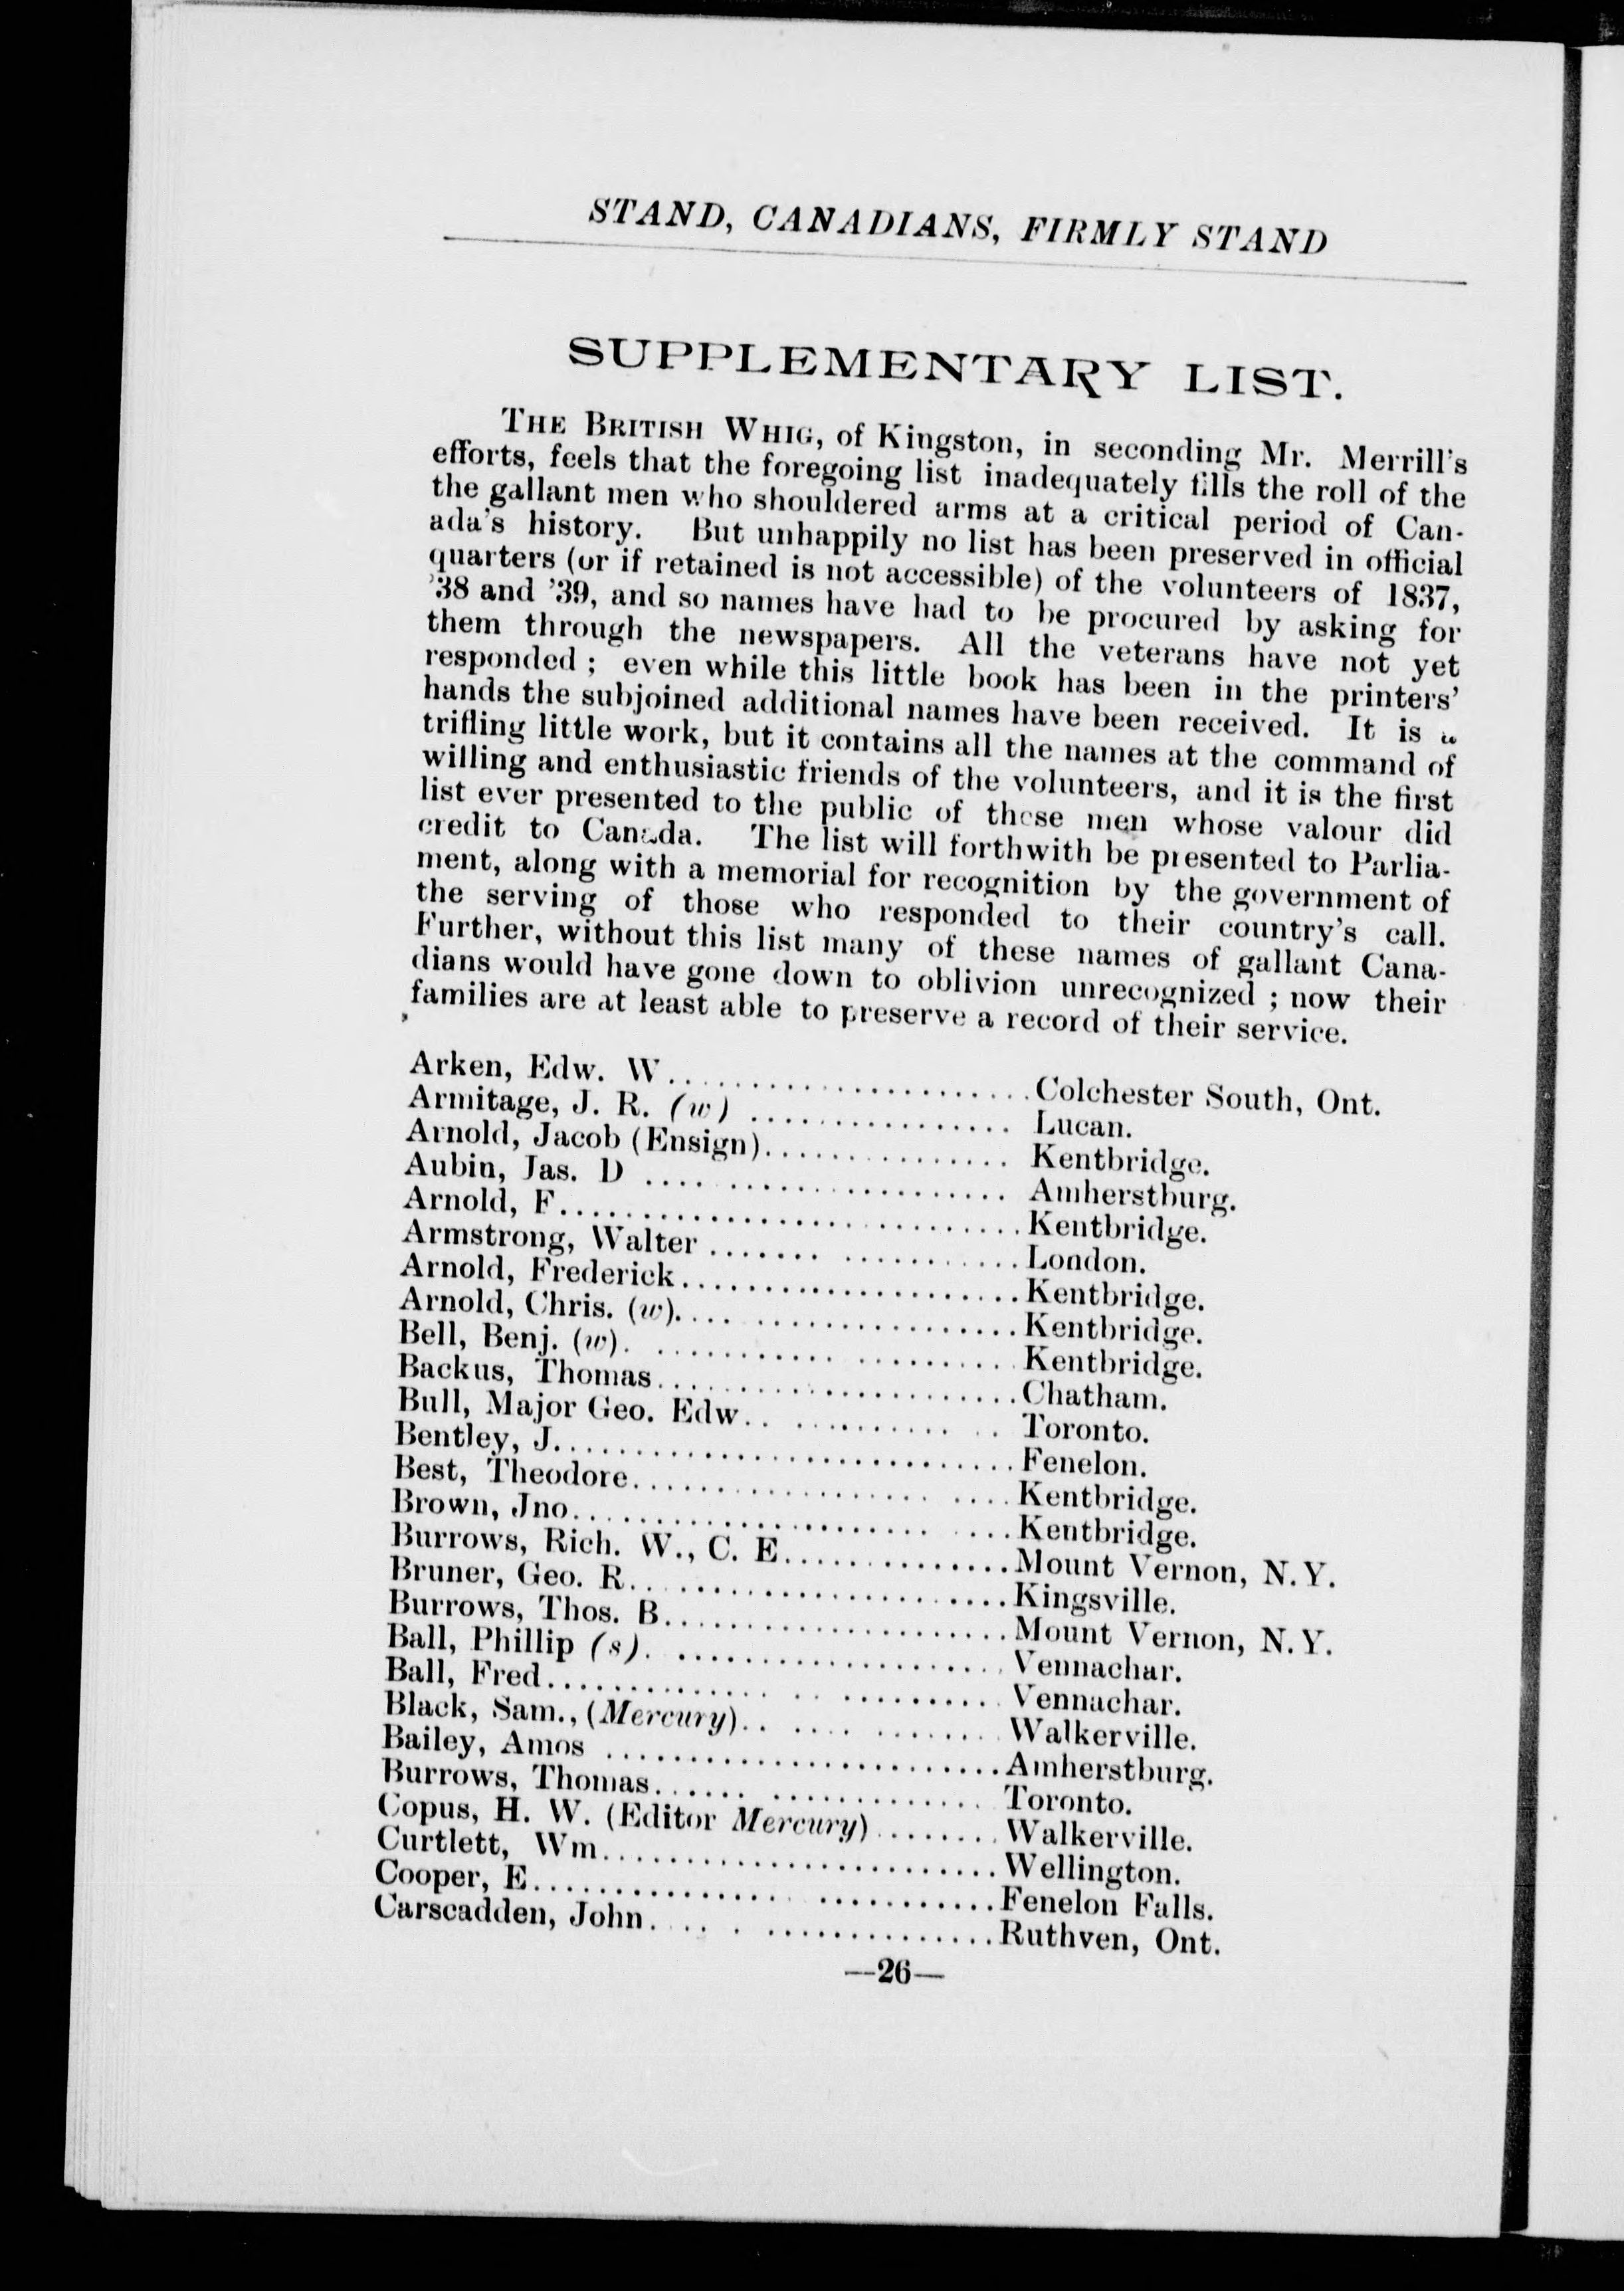 STAND, CANADIANS, FIRMLY STAND
SUPPLEMENTARY LIST.
THE BRITISH WHIG, of Kingston, in seconding Mr. Merrill's
efforts, feels that the foregoing list inadequately fills the roll of the
the gallant men who shouldered arms at a critical period of Can-
ada's history. But unhappily no list has been preserved in official
quarters (or if retained is not accessible) of the volunteers of 1837,
'38 and '39, and so names have had to be procured by asking for
them through the newspapers. All the veterans have not yet
responded ; even while this little book has been in the printers'
hands the subjoined additional names have been received. It is a
trifling little work, but it contains all the names at the command of
willing and enthusiastic friends of the volunteers, and it is the first
list ever presented to the public of these men whose valour did
credit to Canada. The list will forthwith be presented to Parlia-
ment, along with a memorial for recognition by the government of
the serving of those who responded to their country's call.
Further, without this list many of these names of gallant Cana-
dians would have gone down to oblivion unrecognized ; now their
families are at least able to preserve a record of their service.
Arken, Edw. W........................Colchester South, Ont.
Armitage, J. R. (w) .................. Lucan.
Arnold, Jacob (Ensign)................ Kentbridge.
Aubin, Jas. D ........................ Amherstburg.
Arnold, F.............................Kentbridge.
Armstrong, Walter ....................London.
Arnold, Frederick.....................Kentbridge.
Arnold, Chris. (w)....................Kentbridge.
Bell, Benj. (w). .....................Kentbridge.
Backus, Thomas........................Chatham.
Bull, Major Geo. Edw.................. Toronto.
Bentley, J............................Fenelon.
Best, Theodore........................Kentbridge.
Brown, Jno............................Kentbridge.
Burrows, Rich. W., C. E...............Mount Vernon, N. Y.
Bruner, Geo. R........................Kingsville.
Burrows, Thos. B......................Mount Vernon, N. Y.
Ball, Phillip (s). ................... Vennachar.
Ball, Fred............................ Vennachar.
Black, Sam., (Mercury)................ Walkerville.
Bailey, Amos .........................Amherstburg.
Burrows, Thomas....................... Toronto.
Copus, H. W. (Editor Mercury)........Walkerville.
Curtlett, Wm..........................Wellington.
Cooper, E.............................Fenelon Falls.
Carscadden, John......................Ruthven, Ont.
—26—